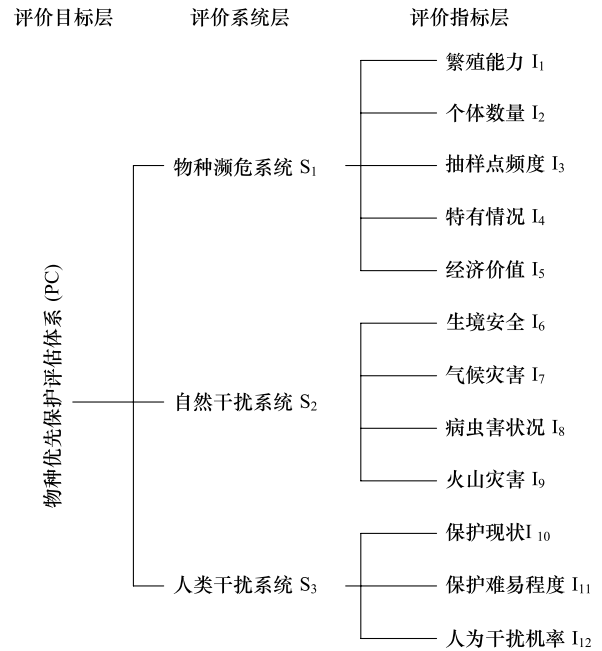 评价目标层 评价系统层 评价指标层
物种优先保护评估体系 (PC)
物种濒危系统 S₁
繁殖能力 I₁
个体数量 I₂
抽样点频度 I₃
特有情况 I₄
经济价值 I₅
自然干扰系统 S₂
生境安全 I₆
气候灾害 I₇
病虫害状况 I₈
火山灾害 I₉
人类干扰系统 S₃
保护现状I ₁₀
保护难易程度 I₁₁
人为干扰机率 I₁₂